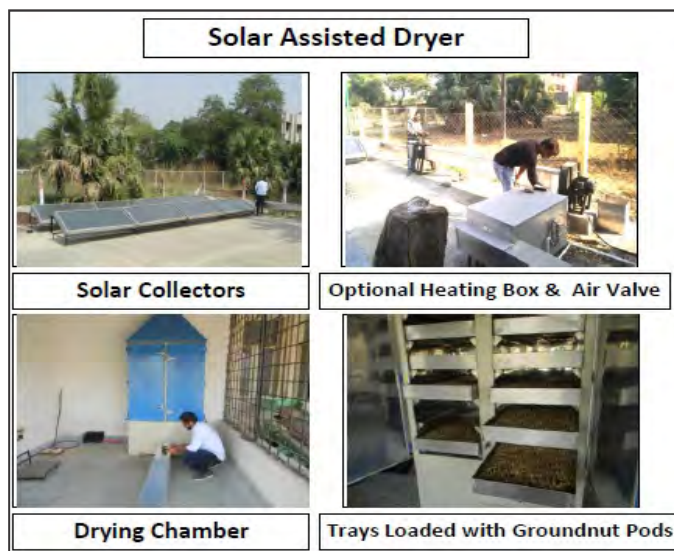 Solar Assisted Dryer
Solar Collectors
Optional Heating Box & Air Valve
Drying Chamber
Trays Loaded with Groundnut Pods